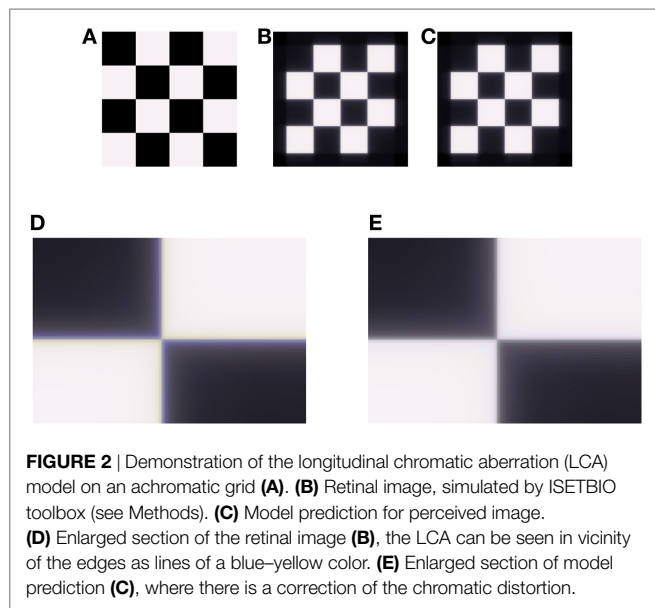 A
B
C
D
E
FIGURE 2 | Demonstration of the longitudinal chromatic aberration (LCA)
model on an achromatic grid (A). (B) Retinal image, simulated by ISETBIO
toolbox (see Methods). (C) Model prediction for perceived image.
(D) Enlarged section of the retinal image (B), the LCA can be seen in vicinity
of the edges as lines of a blue–yellow color. (E) Enlarged section of model
prediction (C), where there is a correction of the chromatic distortion.